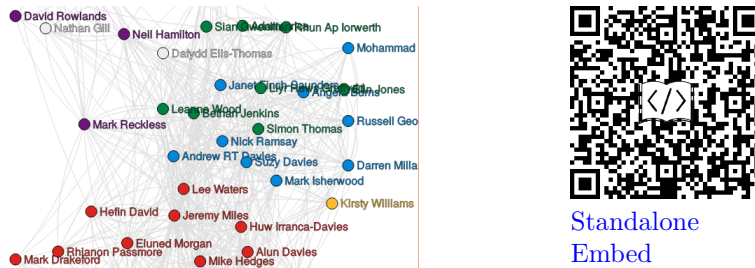 David Rowlands
Nathan Gill
Neil Hamilton
Dafydd Elis-Thomas
Mohammad
Janet Finch-Saunders
Angela Burns
Leanne Wood
Bethan Jenkins
Mark Reckless
Simon Thomas
Russell Geo
Nick Ramsay
Andrew RT Davies
Suzy Davies
Darren Milla
Mark Isherwood
Lee Waters
Kirsty Williams
Hefin David
Jeremy Miles
Huw Irranca-Davies
Eluned Morgan
Rhianon Passmore
Alun Davies
Mark Drakeford
Mike Hedges
</>
Standalone
Embed